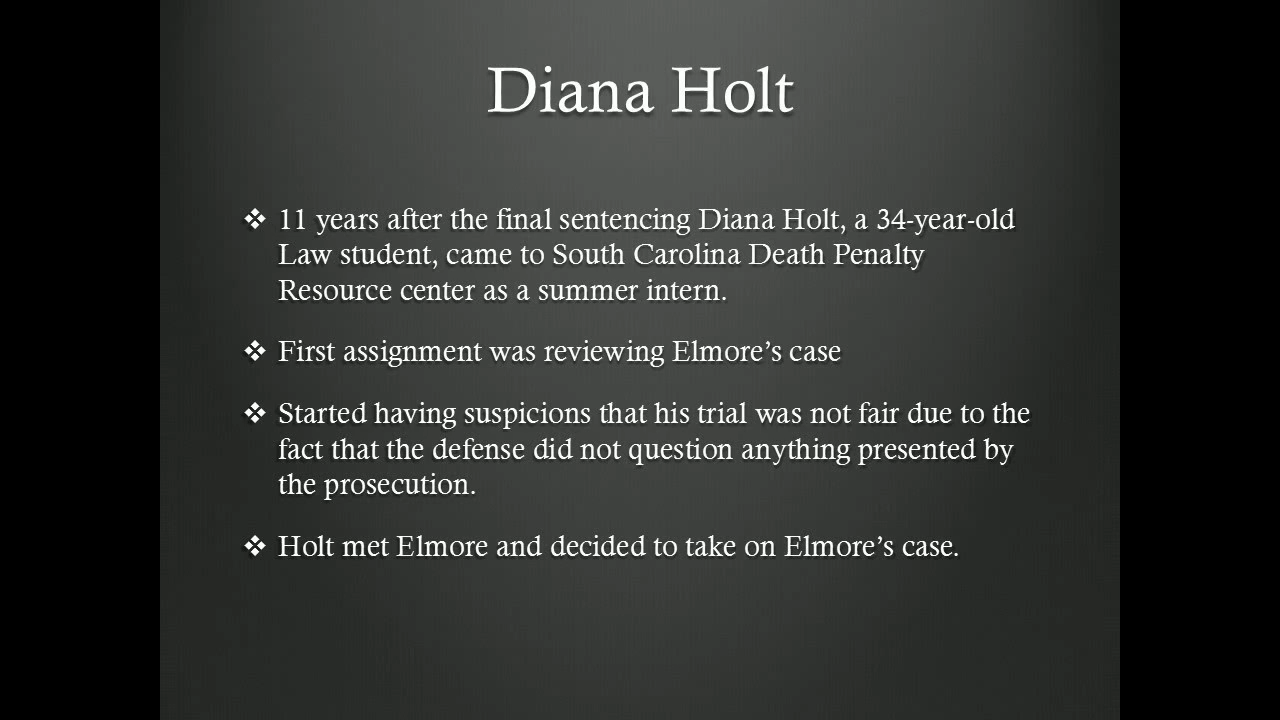 Diana Holt
❖ 11 years after the final sentencing Diana Holt, a 34-year-old
Law student, came to South Carolina Death Penalty
Resource center as a summer intern.
❖ First assignment was reviewing Elmore’s case
❖ Started having suspicions that his trial was not fair due to the
fact that the defense did not question anything presented by
the prosecution.
❖ Holt met Elmore and decided to take on Elmore’s case.